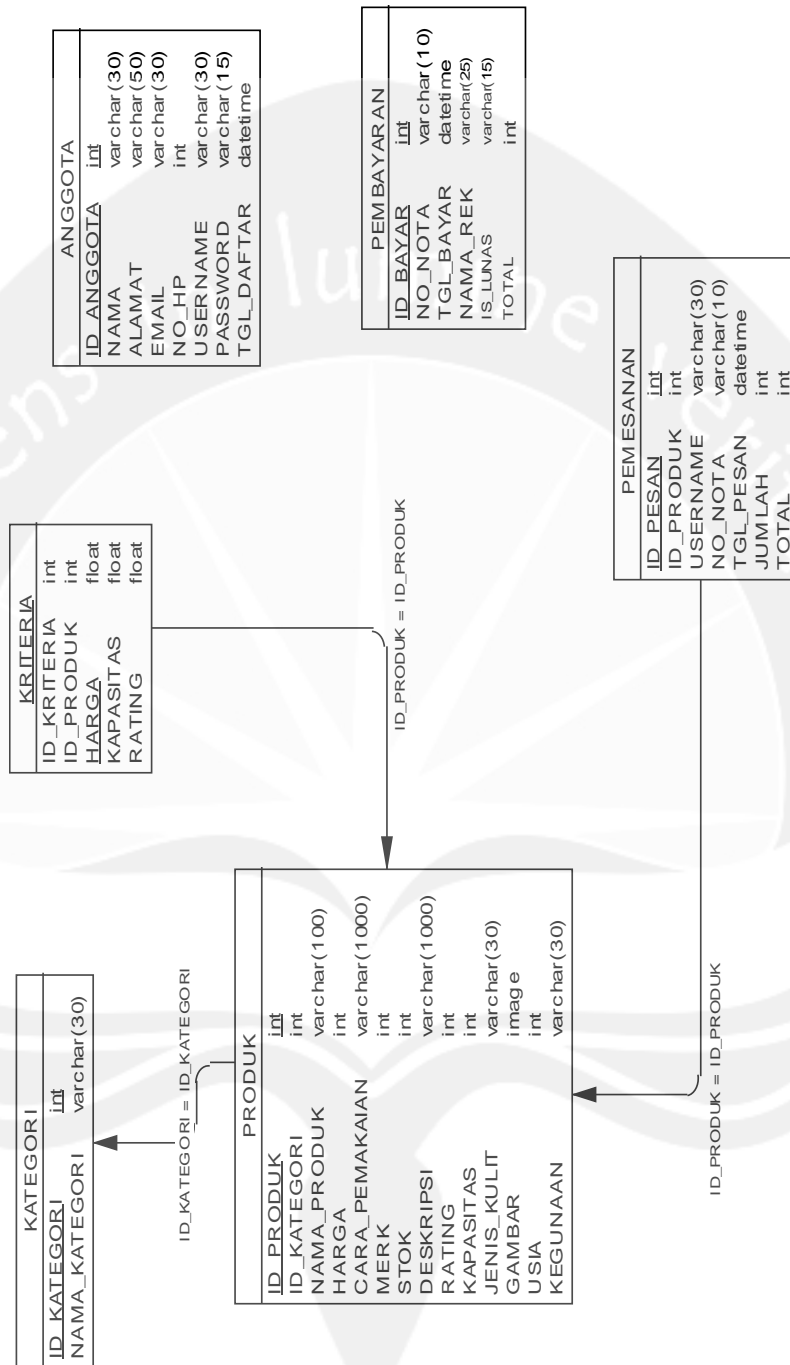 KATEGORI
ID_KATEGORI int
NAMA_KATEGORI varchar(30)
ID_KATEGORI = ID_KATEGORI
KRITERIA
ID_KRITERIA int
ID_PRODUK int
HARGA float
KAPASITAS float
RATING float
ANGGOTA
ID_ANGGOTA int
NAMA varchar(30)
ALAMAT varchar(50)
EMAIL varchar(30)
NO_HP int
USERNAME varchar(30)
PASSWORD varchar(15)
TGL_DAFTAR datetime
PRODUK
ID_PRODUK int
ID_KATEGORI int
NAMA_PRODUK varchar(100)
HARGA int
CARA_PEMAKAIAN varchar(1000)
MERK int
STOK int
DESKRIPSI varchar(1000)
RATING int
KAPASITAS int
JENIS_KULIT varchar(30)
GAMBAR image
USIA int
KEGUNAAN varchar(30)
ID_PRODUK = ID_PRODUK
PEMBAYARAN
ID_BAYAR int
NO_NOTA varchar(10)
TGL_BAYAR datetime
NAMA_REK varchar(25)
IS_LUNAS varchar(15)
TOTAL int
PEMESANAN
ID_PESAN int
ID_PRODUK int
USERNAME varchar(30)
NO_NOTA varchar(10)
TGL_PESAN datetime
JUMLAH int
TOTAL int
ID_PRODUK = ID_PRODUK